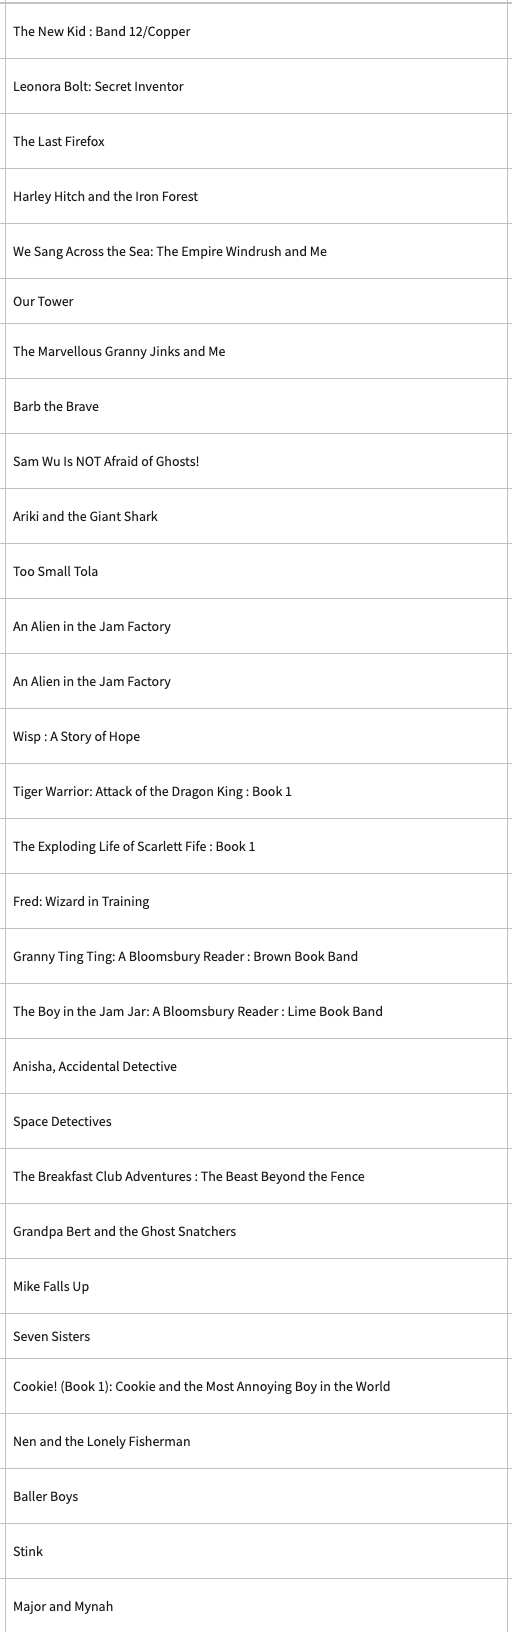 The New Kid : Band 12/Copper
Leonora Bolt: Secret Inventor
The Last Firefox
Harley Hitch and the Iron Forest
We Sang Across the Sea: The Empire Windrush and Me
Our Tower
The Marvellous Granny Jinks and Me
Barb the Brave
Sam Wu Is NOT Afraid of Ghosts!
Ariki and the Giant Shark
Too Small Tola
An Alien in the Jam Factory
An Alien in the Jam Factory
Wisp : A Story of Hope
Tiger Warrior: Attack of the Dragon King : Book 1
The Exploding Life of Scarlett Fife : Book 1
Fred: Wizard in Training
Granny Ting Ting: A Bloomsbury Reader : Brown Book Band
The Boy in the Jam Jar: A Bloomsbury Reader : Lime Book Band
Anisha, Accidental Detective
Space Detectives
The Breakfast Club Adventures : The Beast Beyond the Fence
Grandpa Bert and the Ghost Snatchers
Mike Falls Up
Seven Sisters
Cookie! (Book 1): Cookie and the Most Annoying Boy in the World
Nen and the Lonely Fisherman
Baller Boys
Stink
Major and Mynah